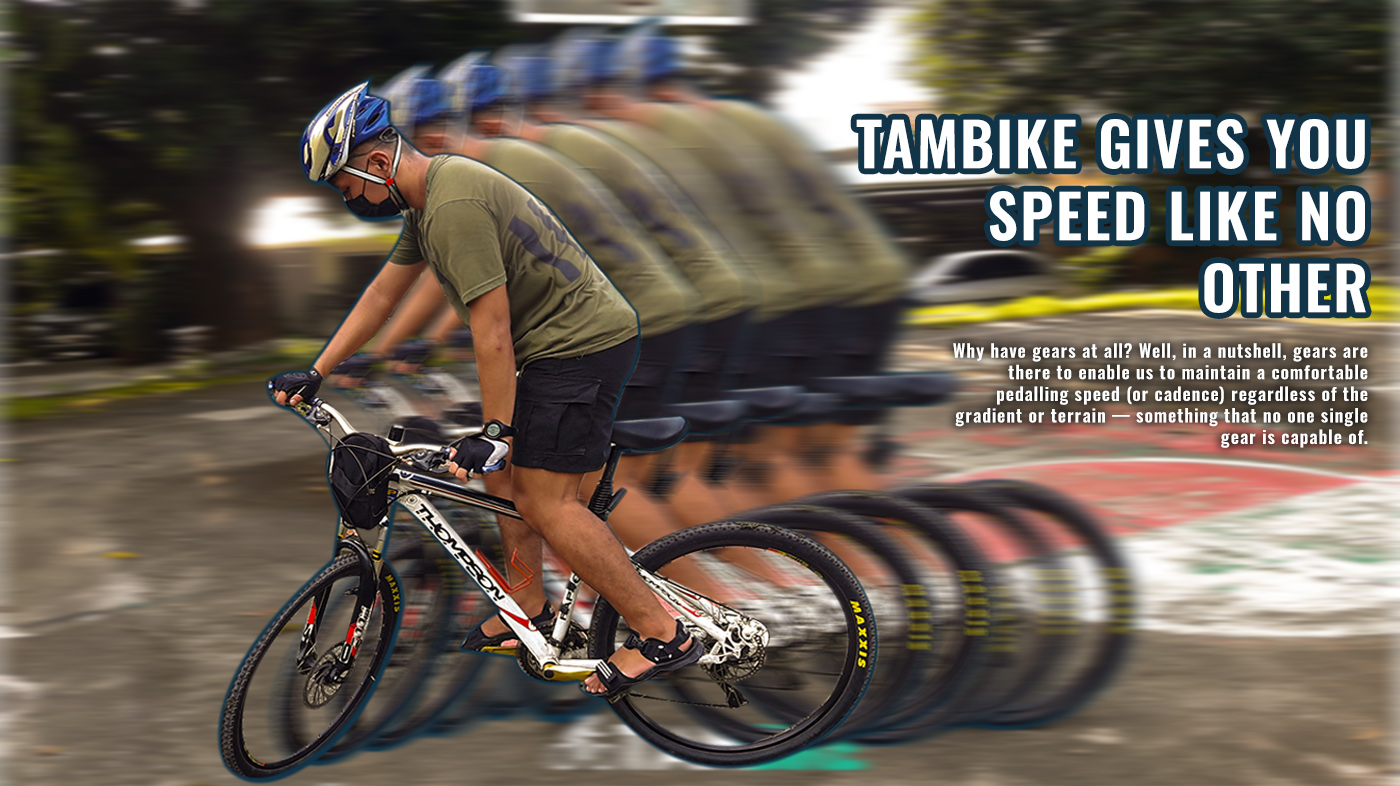 TAMBIKE GIVES YOU
SPEED LIKE NO
OTHER
Why have gears at all? Well, in a nutshell, gears are
there to enable us to maintain a comfortable
pedalling speed (or cadence) regardless of the
gradient or terrain — something that no one single
gear is capable of.
THOMPSON
MAXXIS
MAXXIS